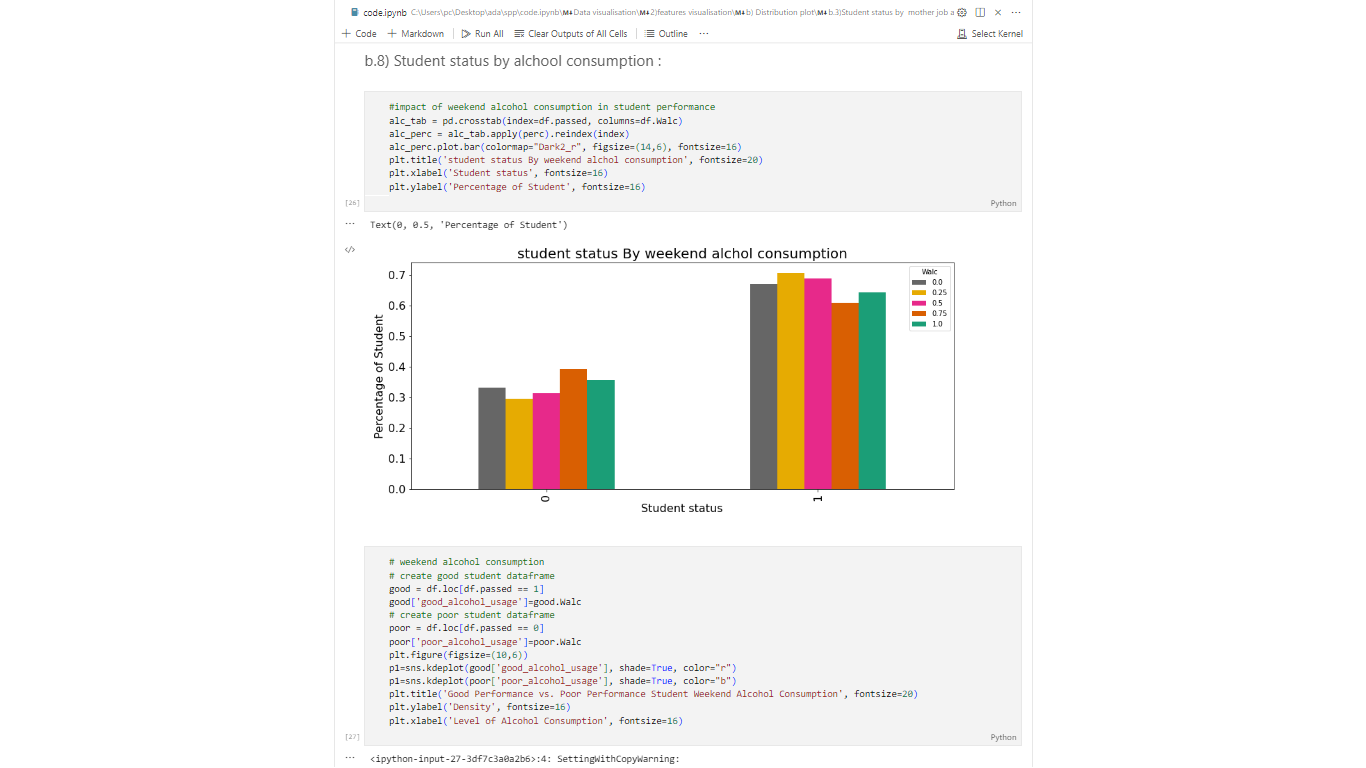 code.ipynb C:\Users\pc\Desktop\ada\spp\code.ipynb\M↓Data visualisation\M↓2)features visualisation\M↓b) Distribution plot\M↓b.3)Student status by mother job a
+ Code + Markdown Run All Clear Outputs of All Cells Outline ··· Select Kernel
b.8) Student status by alchool consumption :
#impact of weekend alcohol consumption in student performance
alc_tab = pd.crosstab(index=df.passed, columns=df.Walc)
alc_perc = alc_tab.apply(perc).reindex(index)
alc_perc.plot.bar(colormap="Dark2_r", figsize=(14,6), fontsize=16)
plt.title('student status By weekend alchol consumption', fontsize=20)
plt.xlabel('Student status', fontsize=16)
plt.ylabel('Percentage of Student', fontsize=16)
[26] Python
Text(0, 0.5, 'Percentage of Student')
student status By weekend alchol consumption
Percentage of Student
0.7
0.6
0.5
0.4
0.3
0.2
0.1
0.0
Walc
0.0
0.25
0.5
0.75
1.0
0 1
Student status
# weekend alcohol consumption
# create good student dataframe
good = df.loc[df.passed == 1]
good['good_alcohol_usage']=good.Walc
# create poor student dataframe
poor = df.loc[df.passed == 0]
poor['poor_alcohol_usage']=poor.Walc
plt.figure(figsize=(10,6))
p1=sns.kdeplot(good['good_alcohol_usage'], shade=True, color="r")
p1=sns.kdeplot(poor['poor_alcohol_usage'], shade=True, color="b")
plt.title('Good Performance vs. Poor Performance Student Weekend Alcohol Consumption', fontsize=20)
plt.ylabel('Density', fontsize=16)
plt.xlabel('Level of Alcohol Consumption', fontsize=16)
[27] Python
<ipython-input-27-3df7c3a0a2b6>:4: SettingWithCopyWarning: